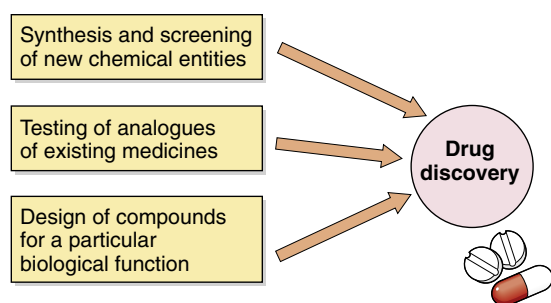 Synthesis and screening
of new chemical entities
Testing of analogues
of existing medicines
Drug
discovery
Design of compounds
for a particular
biological function